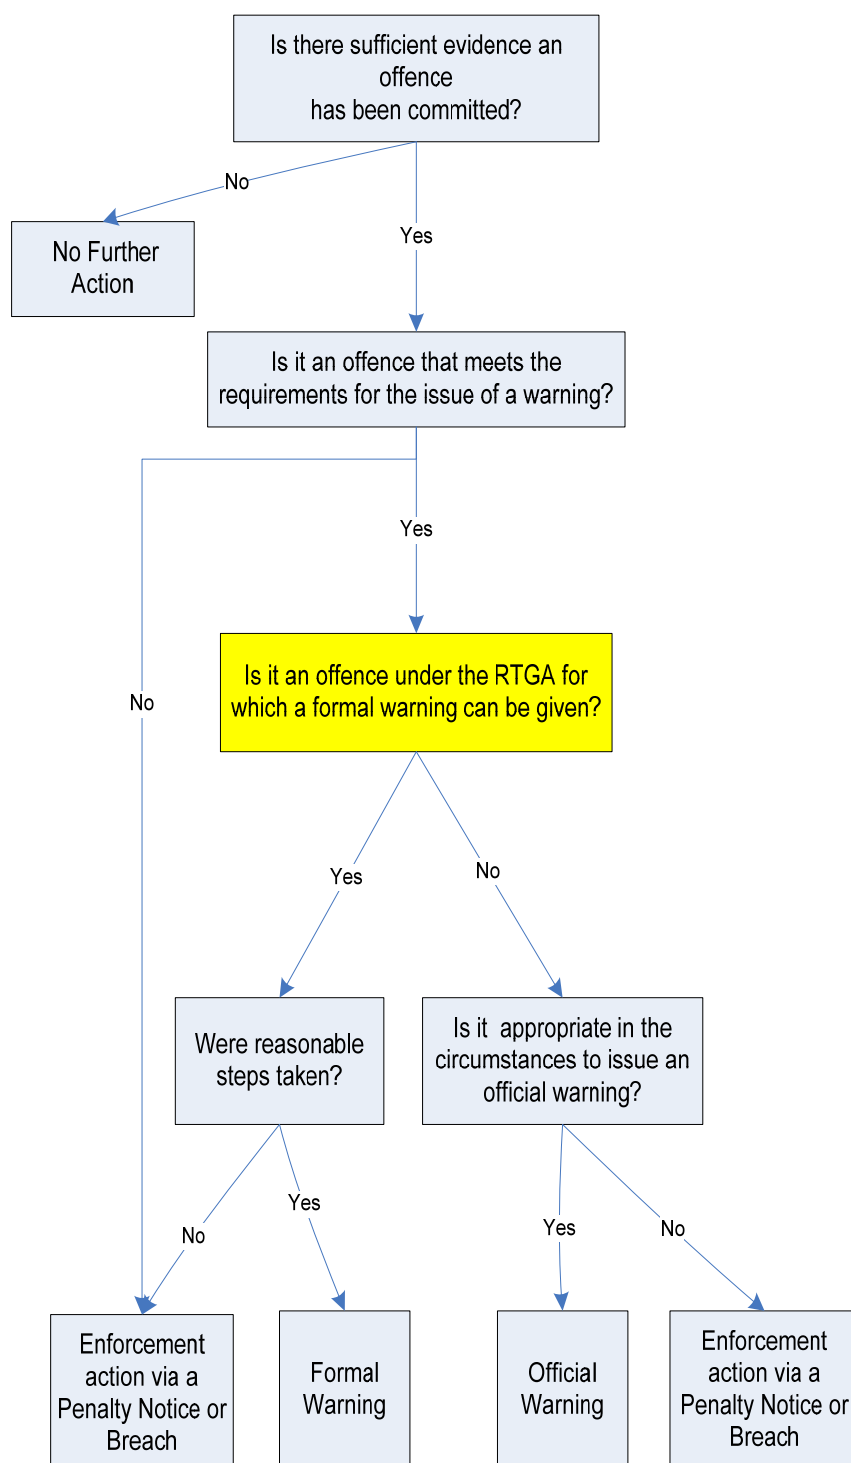 Is there sufficient evidence an
offence
has been committed?
No
Yes
No Further
Action
Is it an offence that meets the
requirements for the issue of a warning?
Yes
No
Is it an offence under the RTGA for
which a formal warning can be given?
Yes
No
Were reasonable
steps taken?
Is it appropriate in the
circumstances to issue an
official warning?
No
Yes
Yes
No
Enforcement
action via a
Penalty Notice or
Breach
Formal
Warning
Official
Warning
Enforcement
action via a
Penalty Notice or
Breach